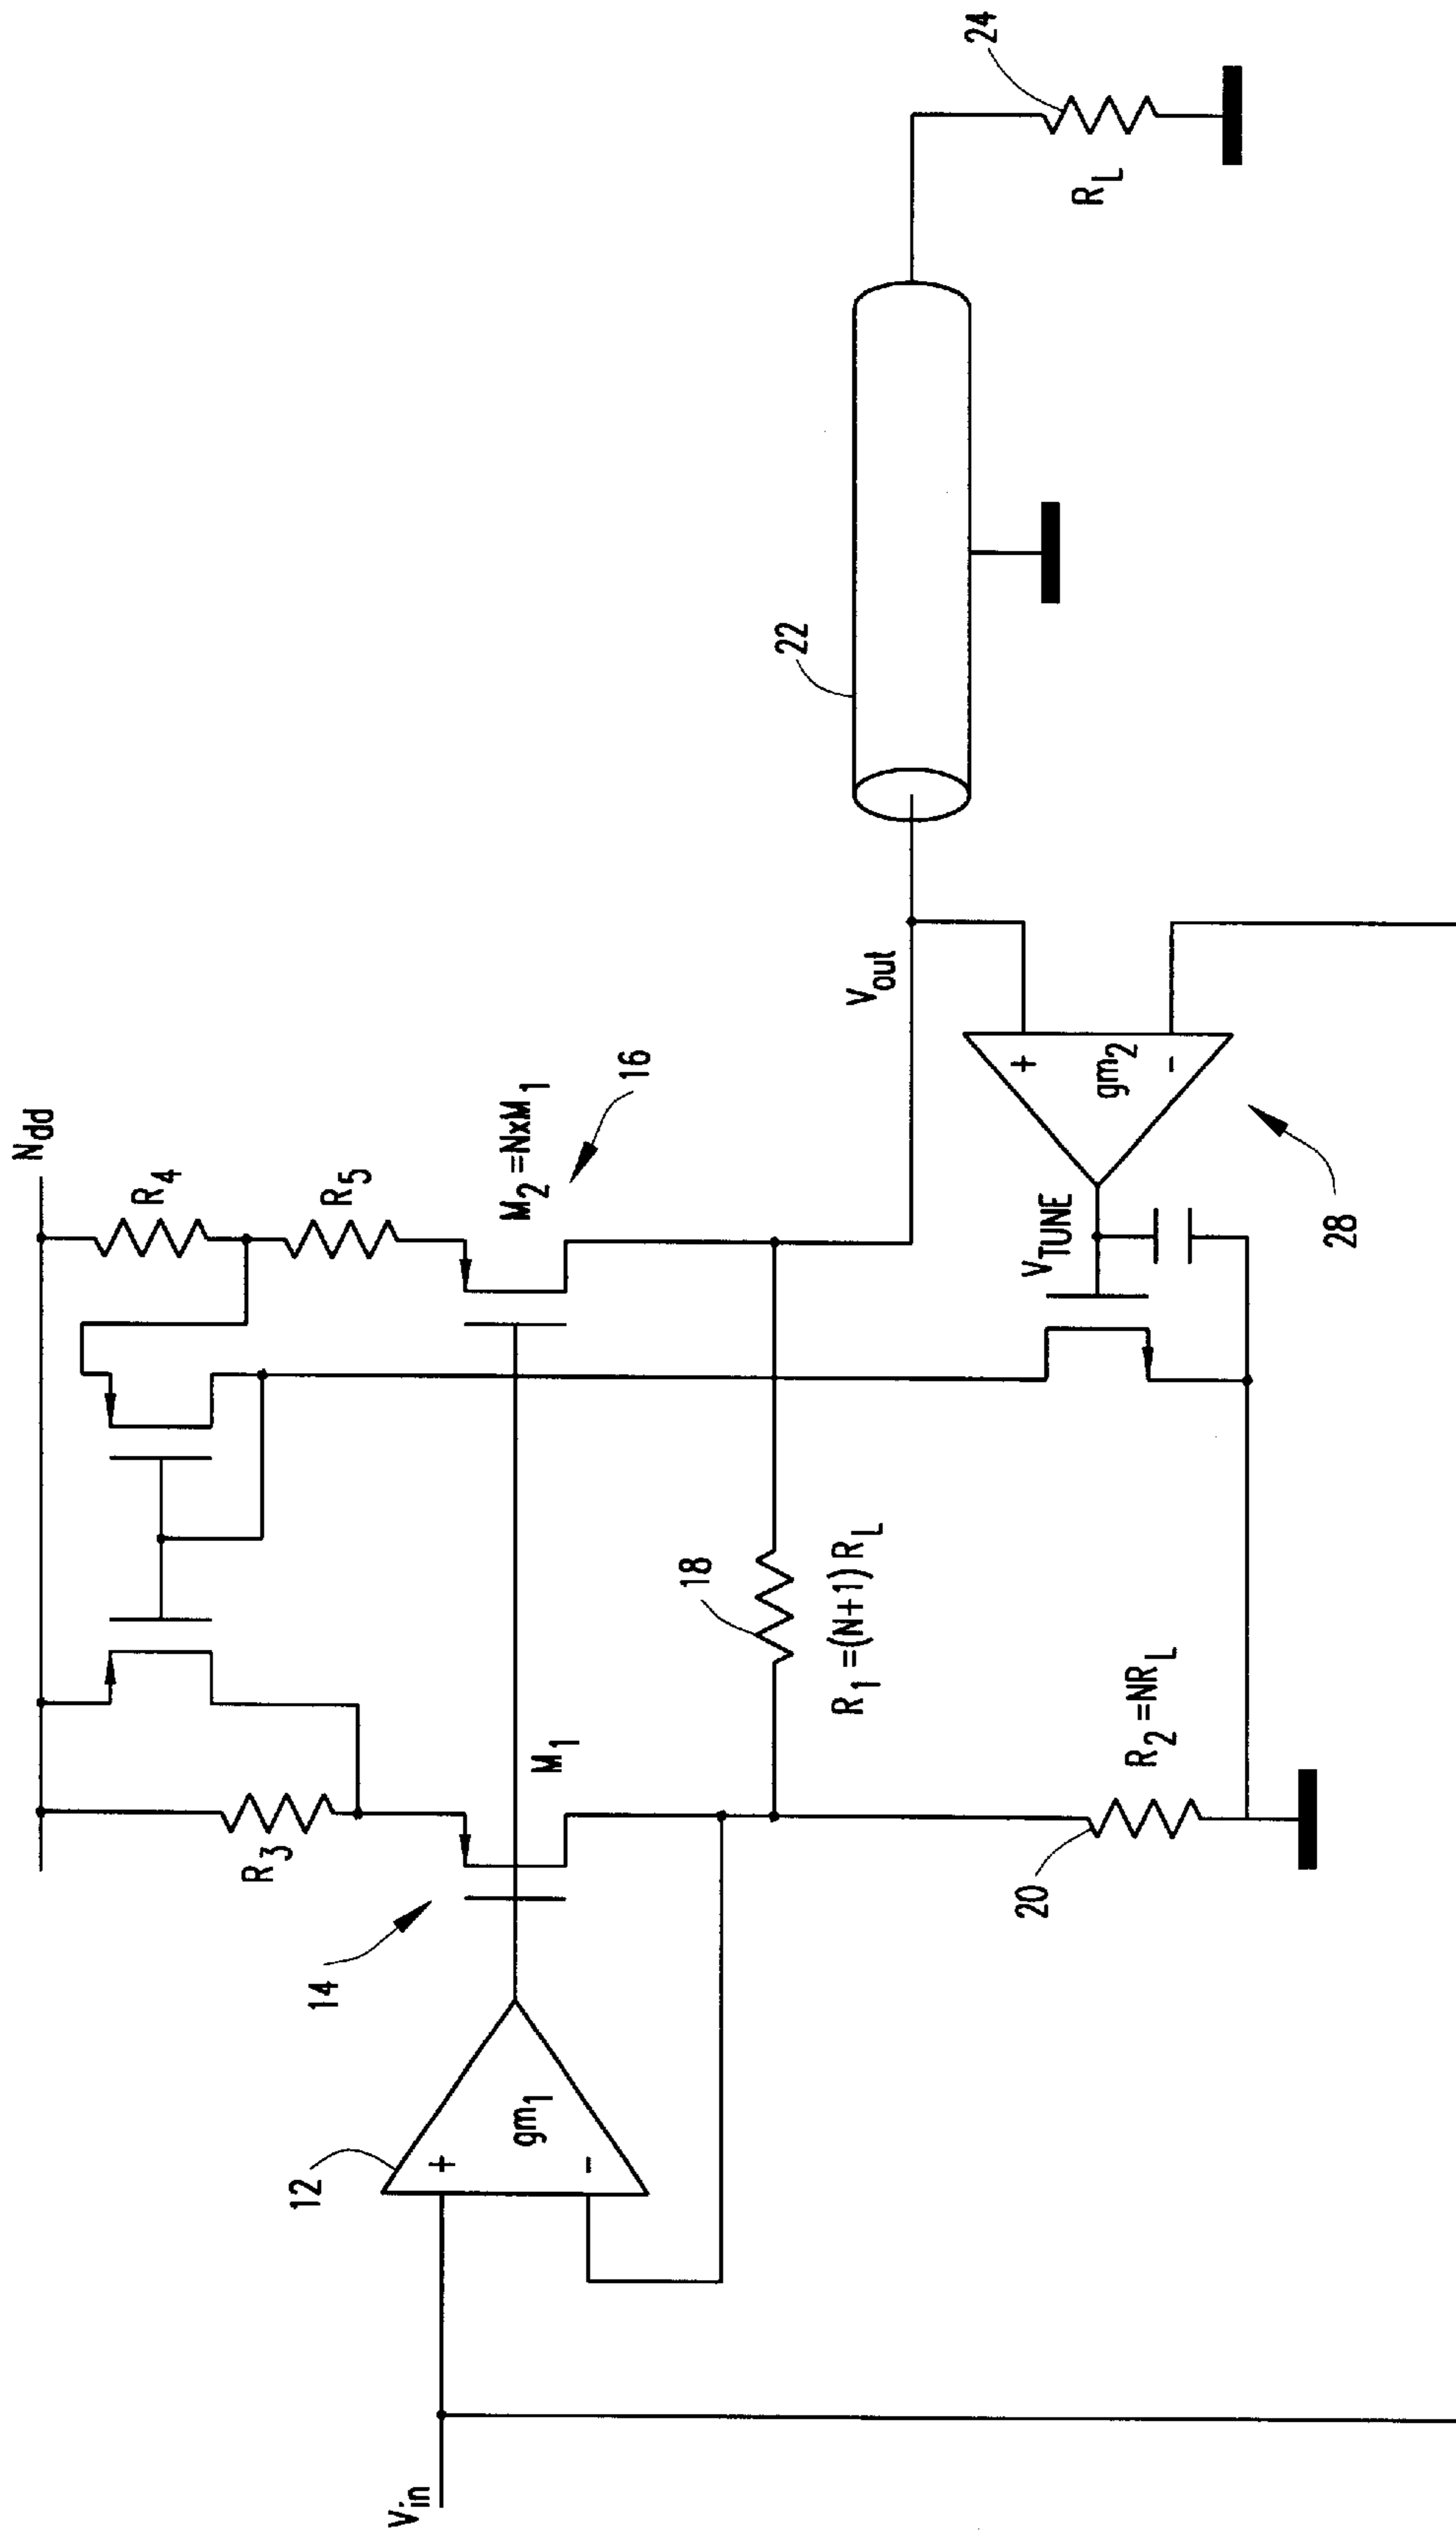 N_dd
R_4
R_5
R_3
M_2=NxM_1
16
14
M_1
12
+
gm_1
-
V_in
18
R_1=(N+1)R_L
R_2=NR_L
20
V_out
22
24
R_L
V_TUNE
+
gm_2
-
28